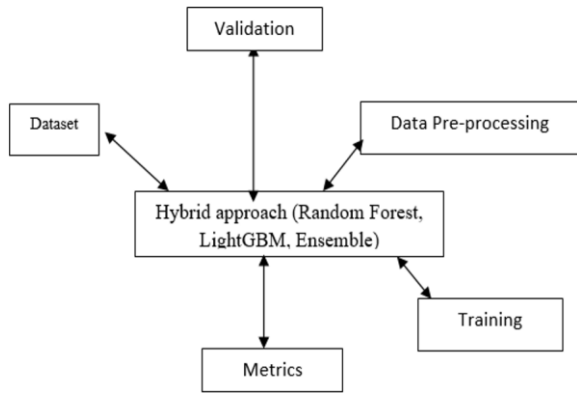 Validation
Dataset
Data Pre-processing
Hybrid approach (Random Forest,
LightGBM, Ensemble)
Training
Metrics